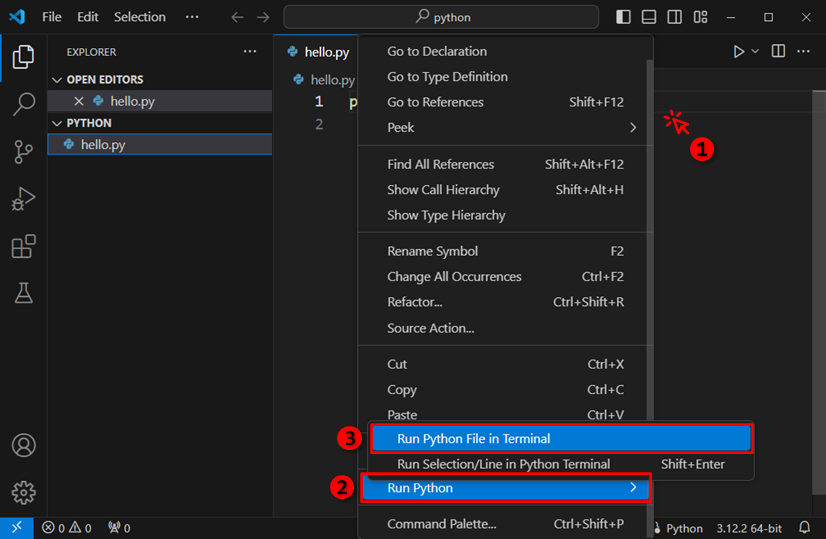 File Edit Selection ··· python
EXPLORER ···
OPEN EDITORS
hello.py
PYTHON
hello.py
hello.py
hello.py
1 p
2
Go to Declaration
Go to Type Definition
Go to References Shift+F12
Peek
1
Find All References Shift+Alt+F12
Show Call Hierarchy Shift+Alt+H
Show Type Hierarchy
Rename Symbol F2
Change All Occurrences Ctrl+F2
Refactor... Ctrl+Shift+R
Source Action...
Cut Ctrl+X
Copy Ctrl+C
Paste Ctrl+V
3 Run Python File in Terminal
Run Selection/Line in Python Terminal Shift+Enter
2 Run Python
Command Palette... Ctrl+Shift+P
0 0 0 Python 3.12.2 64-bit